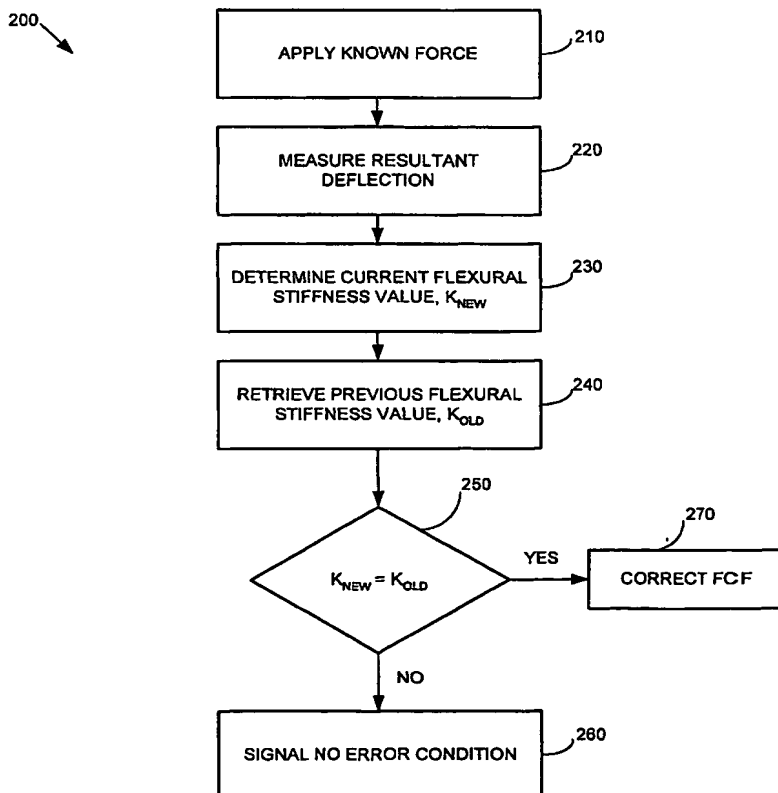 200
APPLY KNOWN FORCE
210
MEASURE RESULTANT
DEFLECTION
220
DETERMINE CURRENT FLEXURAL
STIFFNESS VALUE, KNEW
230
RETRIEVE PREVIOUS FLEXURAL
STIFFNESS VALUE, KOLD
240
250
KNEW = KOLD
YES
270
CORRECT FCF
NO
SIGNAL NO ERROR CONDITION
260